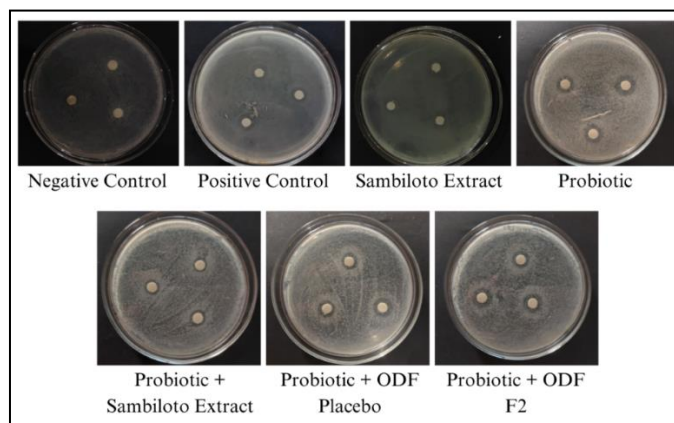 Negative Control
Positive Control
Sambiloto Extract
Probiotic
Probiotic +
Sambiloto Extract
Probiotic + ODF
Placebo
Probiotic + ODF
F2